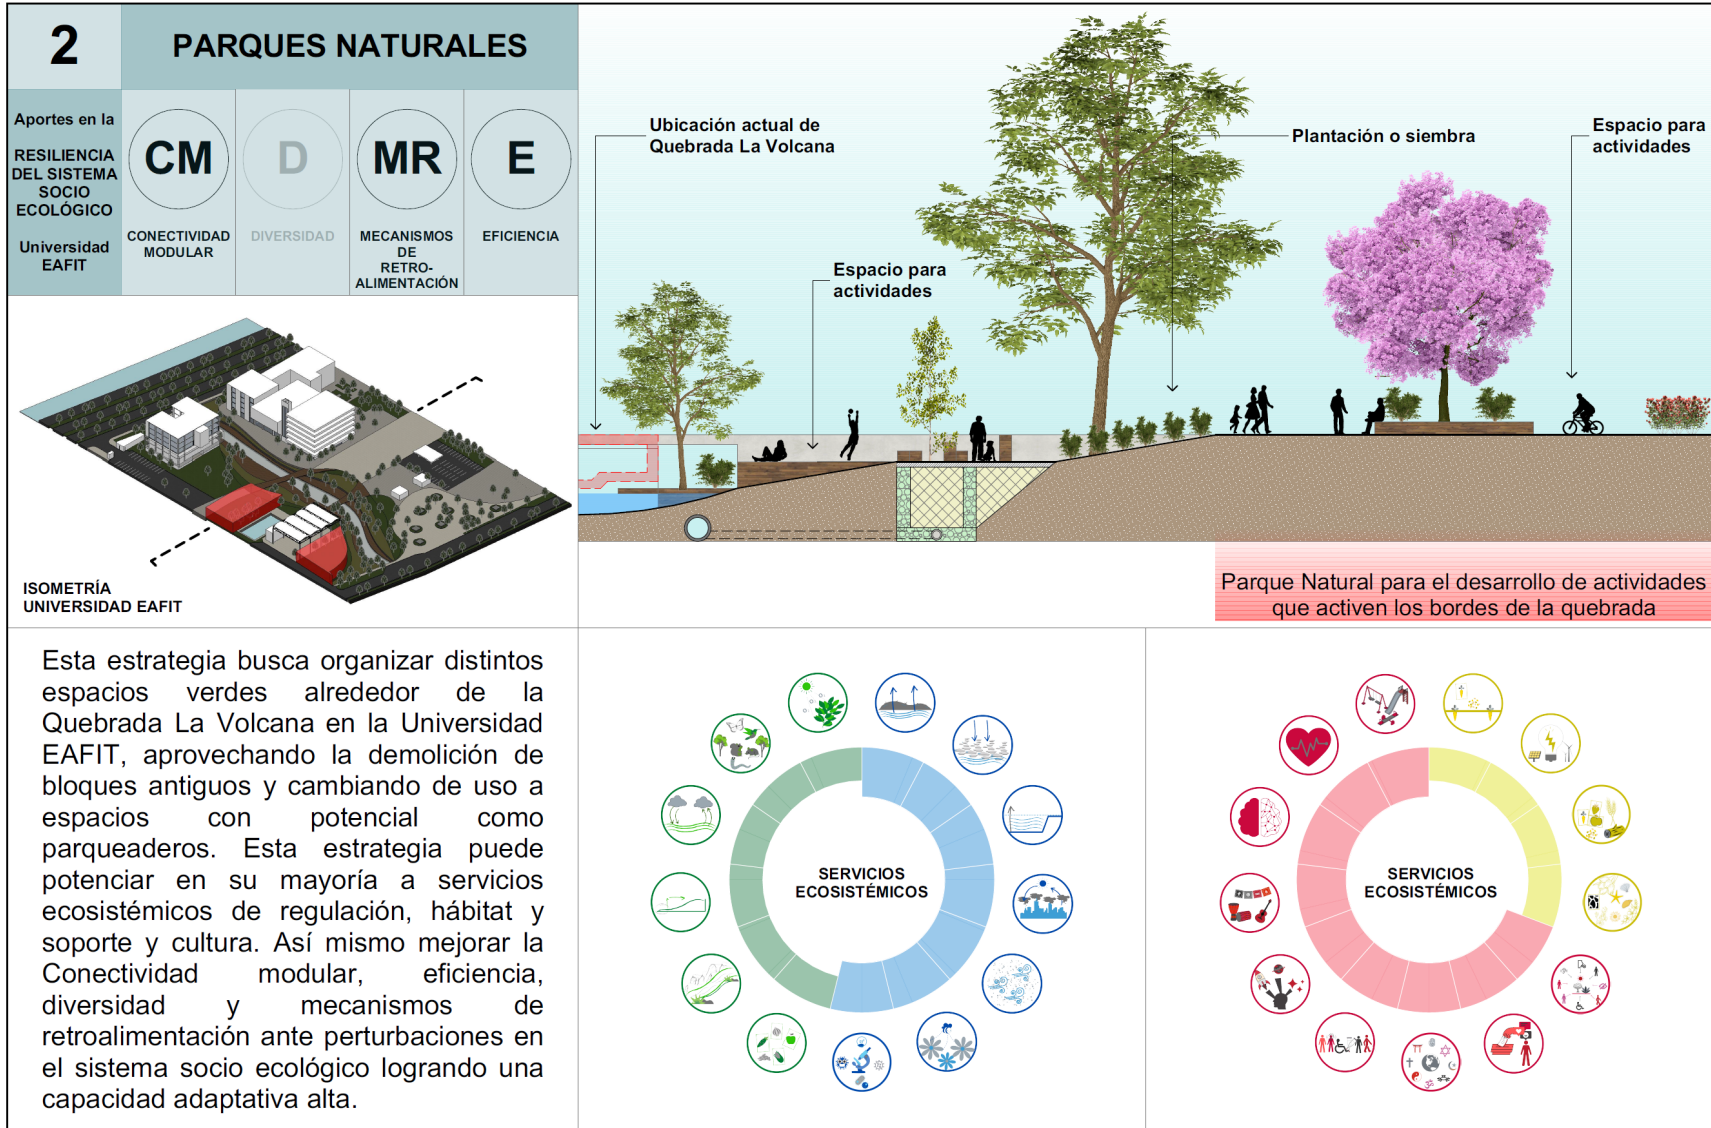 2
PARQUES NATURALES
Aportes en la
RESILIENCIA
DEL SISTEMA
SOCIO
ECOLÓGICO
Universidad
EAFIT
CM
CONECTIVIDAD
MODULAR
D
DIVERSIDAD
MR
MECANISMOS
DE
RETRO-
ALIMENTACIÓN
E
EFICIENCIA
Ubicación actual de
Quebrada La Volcana
Espacio para
actividades
Plantación o siembra
Espacio para
actividades
ISOMETRÍA
UNIVERSIDAD EAFIT
Parque Natural para el desarrollo de actividades
que activen los bordes de la quebrada
Esta estrategia busca organizar distintos
espacios verdes alrededor de la
Quebrada La Volcana en la Universidad
EAFIT, aprovechando la demolición de
bloques antiguos y cambiando de uso a
espacios con potencial como
parqueaderos. Esta estrategia puede
potenciar en su mayoría a servicios
ecosistémicos de regulación, hábitat y
soporte y cultura. Así mismo mejorar la
Conectividad modular, eficiencia,
diversidad y mecanismos de
retroalimentación ante perturbaciones en
el sistema socio ecológico logrando una
capacidad adaptativa alta.
SERVICIOS
ECOSISTÉMICOS
SERVICIOS
ECOSISTÉMICOS